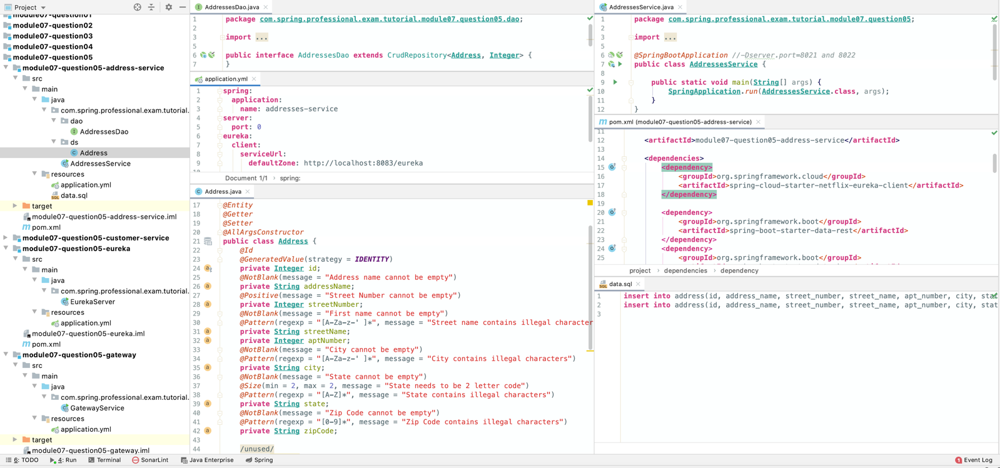 Project
module07-question01
module07-question02
module07-question03
module07-question04
module07-question05
module07-question05-address-service
src
main
java
com.spring.professional.exam.tutorial.
dao
AddressesDao
ds
Address
AddressesService
resources
application.yml
data.sql
target
module07-question05-address-service.iml
pom.xml
module07-question05-customer-service
module07-question05-eureka
src
main
java
com.spring.professional.exam.tutorial.
EurekaServer
resources
application.yml
module07-question05-eureka.iml
pom.xml
module07-question05-gateway
src
main
java
com.spring.professional.exam.tutorial.
GatewayService
resources
application.yml
target
module07-question05-gateway.iml
AddressesDao.java
1 package com.spring.professional.exam.tutorial.module07.question05.dao;
2
3 import ...
5
6 public interface AddressesDao extends CrudRepository<Address, Integer> {
7 }
application.yml
1 spring:
2 application:
3 name: addresses-service
4 server:
5 port: 0
6 eureka:
7 client:
8 serviceUrl:
9 defaultZone: http://localhost:8083/eureka
10
Document 1/1 › spring:
Address.java
17 @Entity
18 @Getter
19 @Setter
20 @AllArgsConstructor
21 public class Address {
22 @Id
23 @GeneratedValue(strategy = IDENTITY)
24 private Integer id;
25 @NotBlank(message = "Address name cannot be empty")
26 private String addressName;
27 @Positive(message = "Street Number cannot be empty")
28 private Integer streetNumber;
29 @NotBlank(message = "First name cannot be empty")
30 @Pattern(regexp = "[A-Za-z-' ]*", message = "Street name contains illegal character
31 private String streetName;
32 private Integer aptNumber;
33 @NotBlank(message = "City cannot be empty")
34 @Pattern(regexp = "[A-Za-z-' ]*", message = "City contains illegal characters")
35 private String city;
36 @NotBlank(message = "State cannot be empty")
37 @Size(min = 2, max = 2, message = "State needs to be 2 letter code")
38 @Pattern(regexp = "[A-Z]*", message = "State contains illegal characters")
39 private String state;
40 @NotBlank(message = "Zip Code cannot be empty")
41 @Pattern(regexp = "[0-9]*", message = "Zip Code contains illegal characters")
42 private String zipCode;
43
44 /unused/
AddressesService.java
1 package com.spring.professional.exam.tutorial.module07.question05;
2
3 import ...
5
6 @SpringBootApplication //-Dserver.port=8021 and 8022
7 public class AddressesService {
8
9 public static void main(String[] args) {
10 SpringApplication.run(AddressesService.class, args);
11 }
12 }
pom.xml (module07-question05-address-service)
11
12 <artifactId>module07-question05-address-service</artifactId>
13
14 <dependencies>
15 <dependency>
16 <groupId>org.springframework.cloud</groupId>
17 <artifactId>spring-cloud-starter-netflix-eureka-client</artifactId>
18 </dependency>
19
20 <dependency>
21 <groupId>org.springframework.boot</groupId>
22 <artifactId>spring-boot-starter-data-rest</artifactId>
23 </dependency>
24 <dependency>
25 <groupId>org.springframework.boot</groupId>
project › dependencies › dependency
data.sql
1 insert into address(id, address_name, street_number, street_name, apt_number, city, stat
2 insert into address(id, address_name, street_number, street_name, apt_number, city, stat
3
6: TODO 4: Run Terminal SonarLint Java Enterprise Spring 1 Event Log